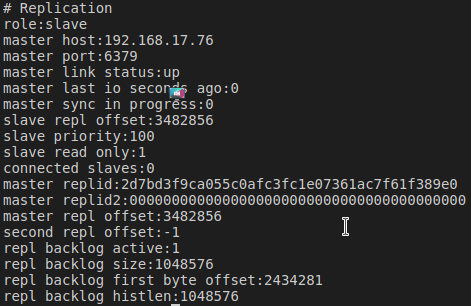 # Replication
role:slave
master host:192.168.17.76
master port:6379
master link status:up
master last io seconds ago:0
master sync in progress:0
slave repl offset:3482856
slave priority:100
slave read only:1
connected slaves:0
master replid:2d7bd3f9ca055c0afc3fc1e07361ac7f61f389e0
master replid2:0000000000000000000000000000000000000000
master repl offset:3482856
second repl offset:-1
repl backlog active:1
repl backlog size:1048576
repl backlog first byte offset:2434281
repl backlog histlen:1048576